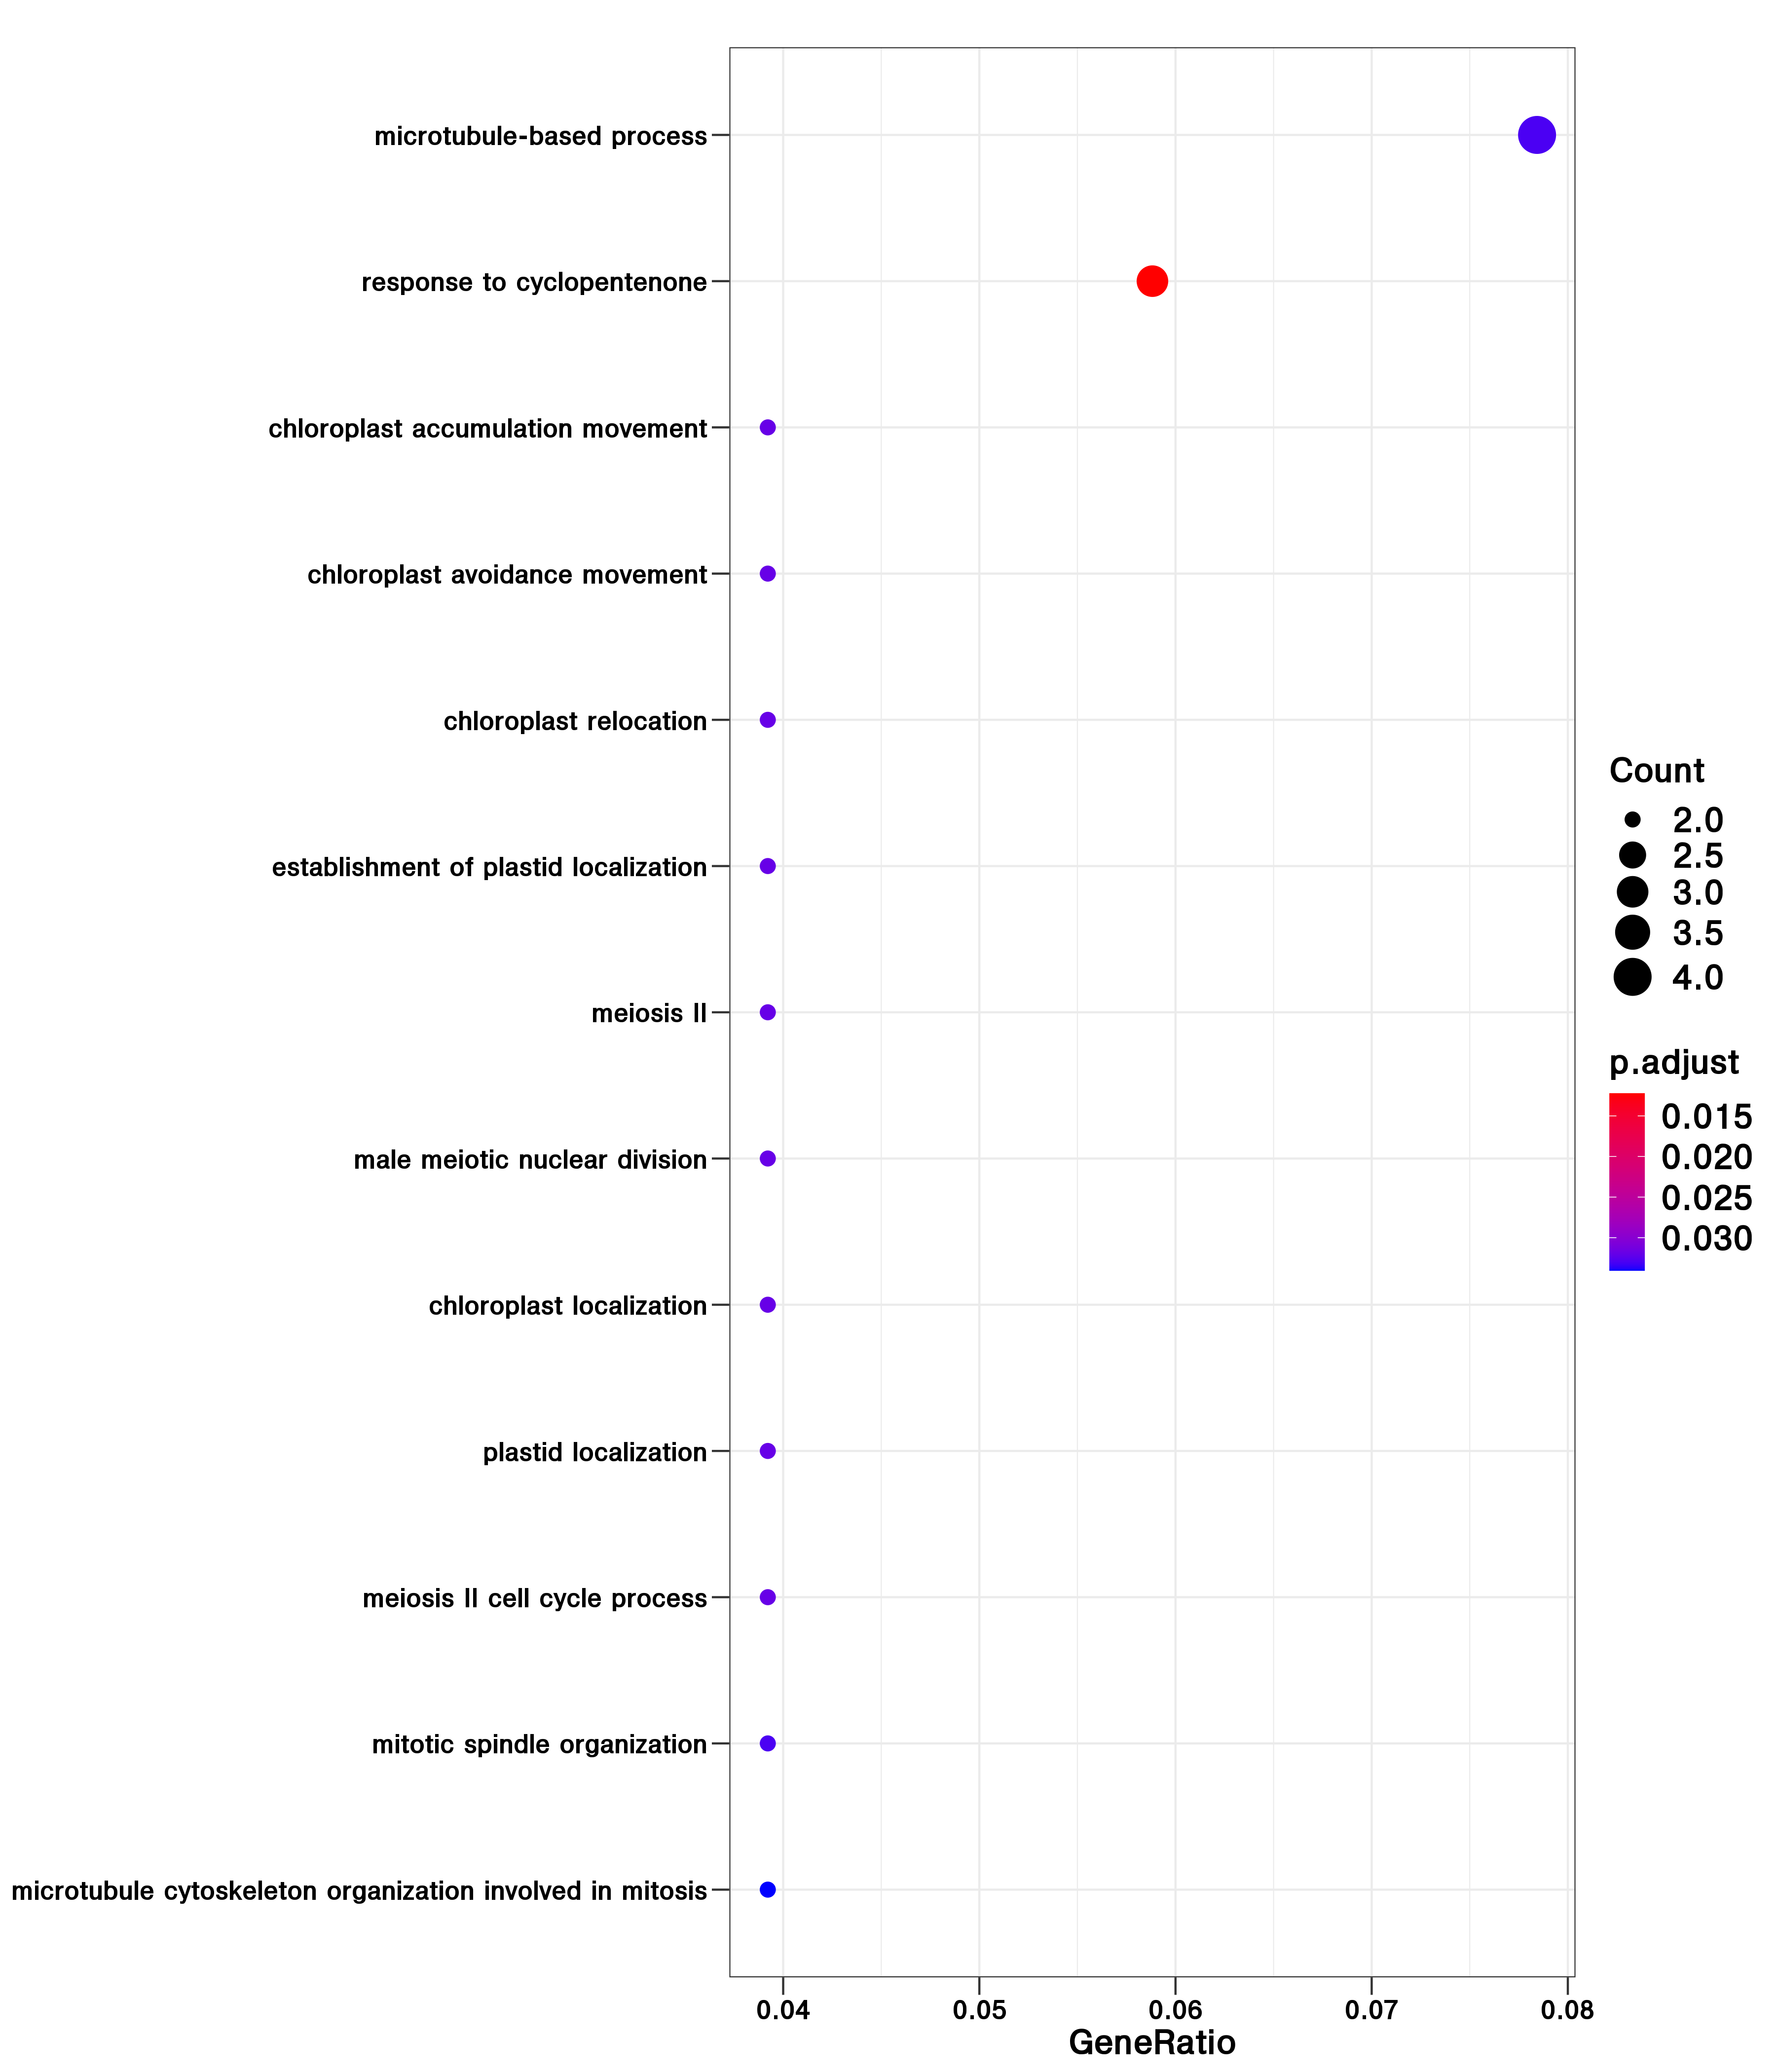 microtubule-based process
response to cyclopentenone
chloroplast accumulation movement
chloroplast avoidance movement
chloroplast relocation
establishment of plastid localization
meiosis II
male meiotic nuclear division
chloroplast localization
plastid localization
meiosis II cell cycle process
mitotic spindle organization
microtubule cytoskeleton organization involved in mitosis
0.04 0.05 0.06 0.07 0.08
GeneRatio
Count
2.0
2.5
3.0
3.5
4.0
p.adjust
0.015
0.020
0.025
0.030